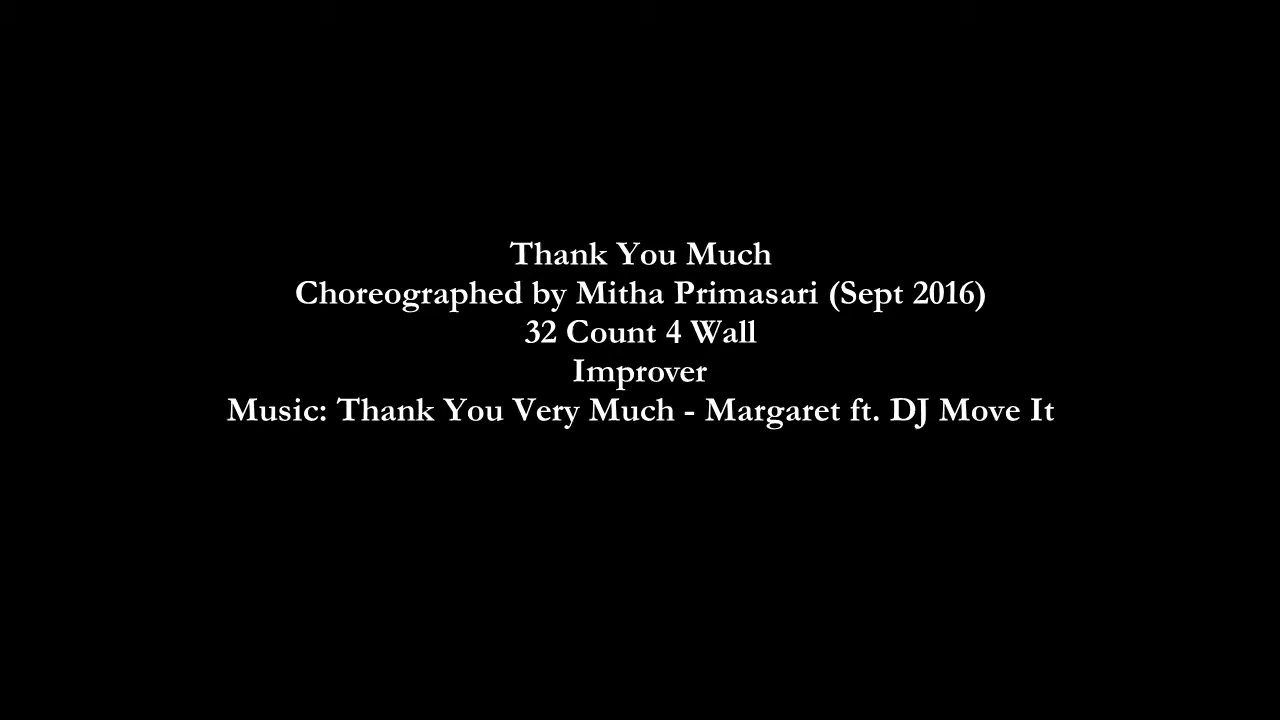 Thank You Much
Choreographed by Mitha Primasari (Sept 2016)
32 Count 4 Wall
Improver
Music: Thank You Very Much - Margaret ft. DJ Move It